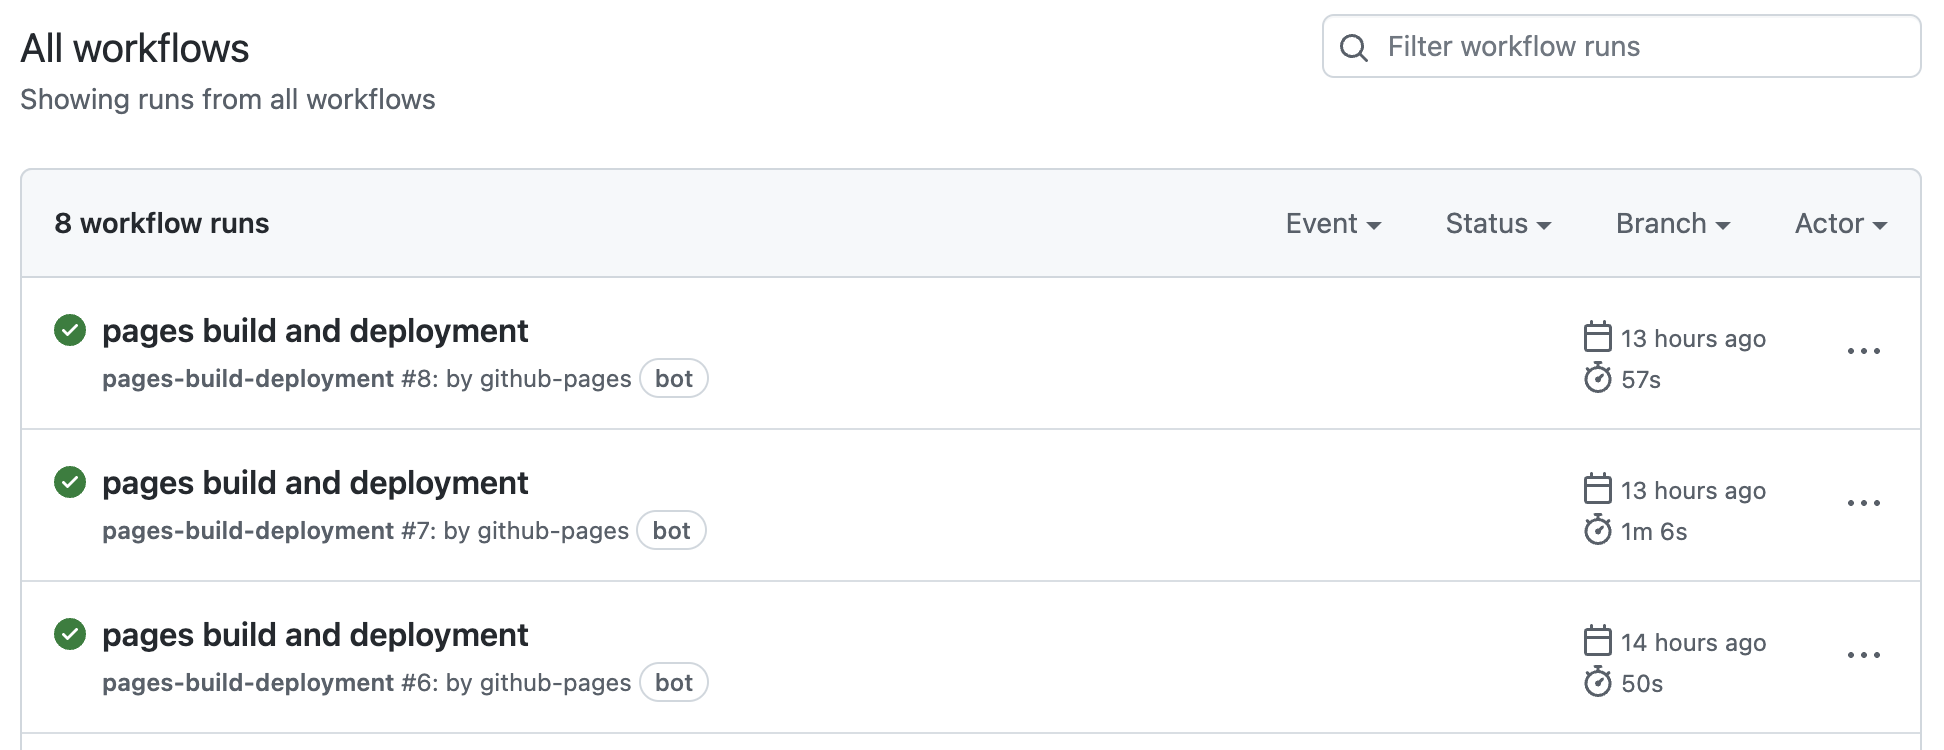 All workflows
Filter workflow runs
Showing runs from all workflows
8 workflow runs
Event
Status
Branch
Actor
pages build and deployment
13 hours ago
pages-build-deployment #8: by github-pages bot
57s
pages build and deployment
13 hours ago
pages-build-deployment #7: by github-pages bot
1m 6s
pages build and deployment
14 hours ago
pages-build-deployment #6: by github-pages bot
50s